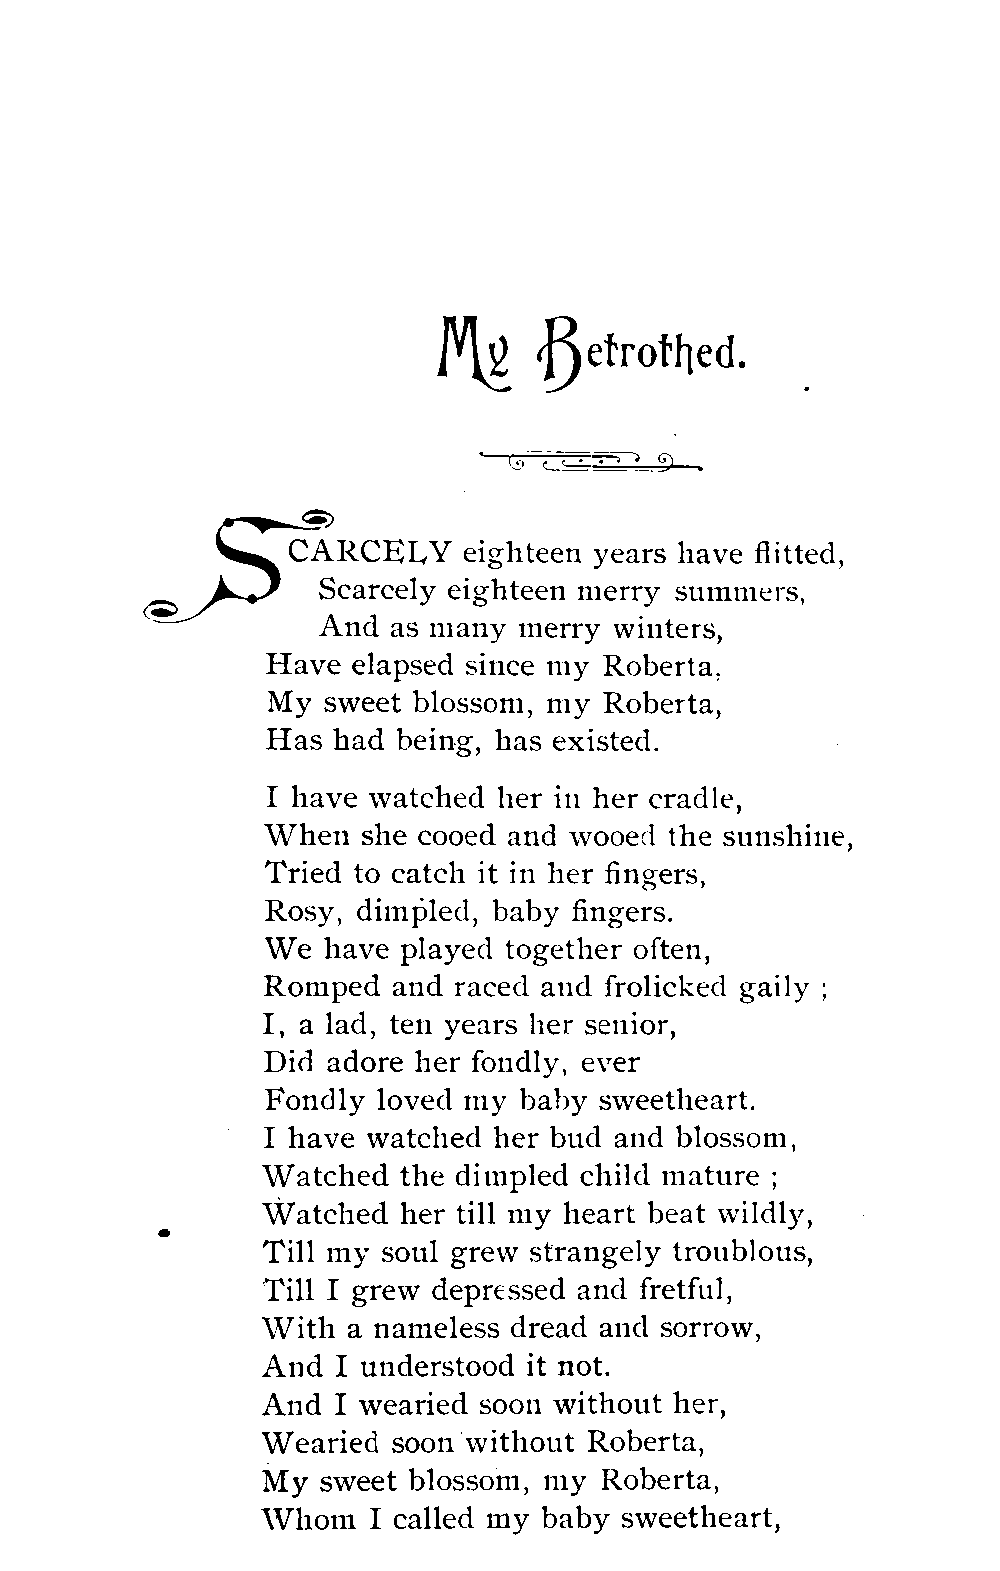 My Betrothed.
SCARCELY eighteen years have flitted,
Scarcely eighteen merry summers,
And as many merry winters,
Have elapsed since my Roberta,
My sweet blossom, my Roberta,
Has had being, has existed.
I have watched her in her cradle,
When she cooed and wooed the sunshine,
Tried to catch it in her fingers,
Rosy, dimpled, baby fingers.
We have played together often,
Romped and raced and frolicked gaily ;
I, a lad, ten years her senior,
Did adore her fondly, ever
Fondly loved my baby sweetheart.
I have watched her bud and blossom,
Watched the dimpled child mature ;
Watched her till my heart beat wildly,
Till my soul grew strangely troublous,
Till I grew depressed and fretful,
With a nameless dread and sorrow,
And I understood it not.
And I wearied soon without her,
Wearied soon without Roberta,
My sweet blossom, my Roberta,
Whom I called my baby sweetheart,